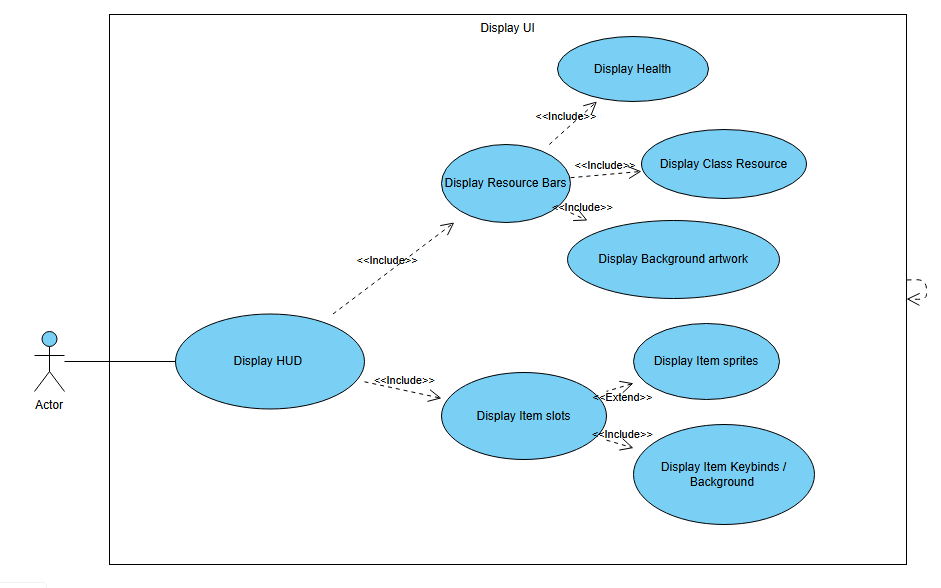 Display UI
Display Health
<<Include>>
Display Class Resource
<<Include>>
Display Resource Bars
<<Include>>
Display Background artwork
<<Include>>
Display HUD
Display Item sprites
<<Include>>
<<Extend>>
Actor
Display Item slots
<<Include>>
Display Item Keybinds /
Background